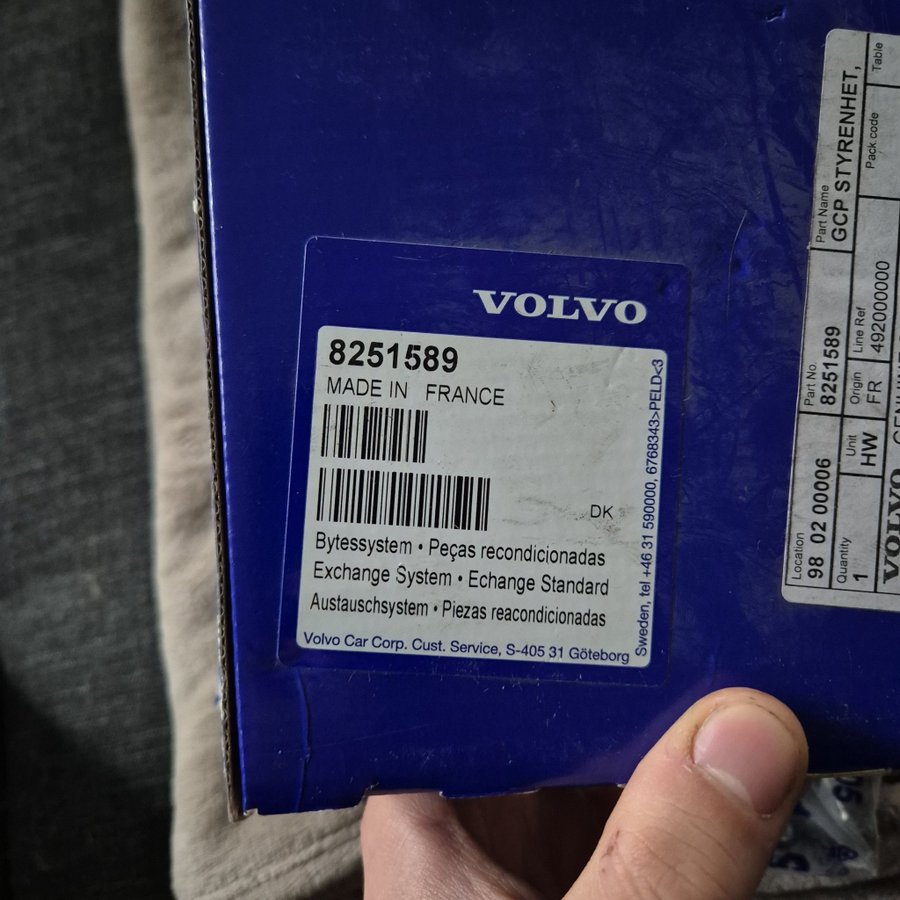 VOLVO
8251589
MADE IN FRANCE
DK
Bytessystem • Peças recondicionadas
Exchange System • Echange Standard
Austauschsystem • Piezas reacondicionadas
Volvo Car Corp. Cust. Service, S-405 31 Göteborg
Sweden, tel +46 31 590000, 6768343>PELD<3
Location
98 02 00006
Part No.
8251589
Part Name
GCP STYRENHET,
Quantity
1
Unit
HW
Origin
FR
Line Ref
492000000
Pack code
Table
VOLVO